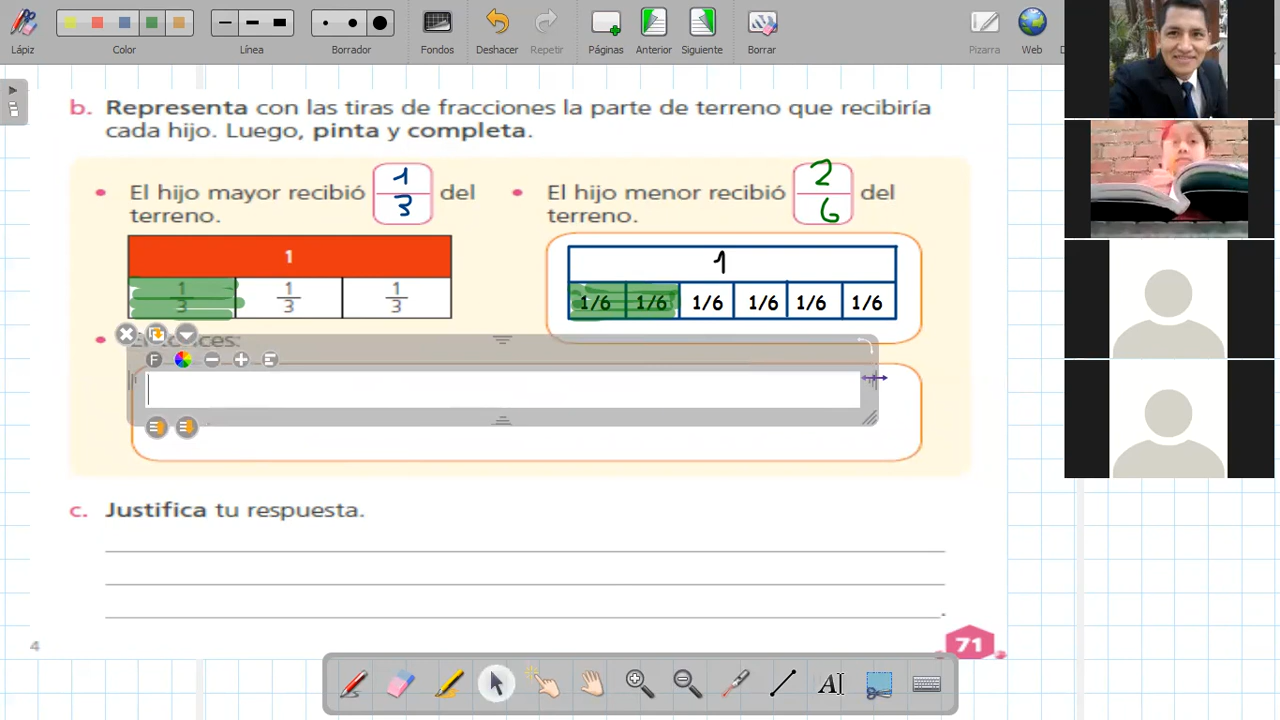 Lápiz
Color
Línea
Borrador
Fondos
Deshacer
Repetir
Páginas
Anterior
Siguiente
Borrar
Pizarra
Web
b. Representa con las tiras de fracciones la parte de terreno que recibiría
cada hijo. Luego, pinta y completa.
• El hijo mayor recibió 1/3 del
terreno.
1
1/3 1/3 1/3
• El hijo menor recibió 2/6 del
terreno.
1
1/6 1/6 1/6 1/6 1/6 1/6
F
c. Justifica tu respuesta.
4
71
AI